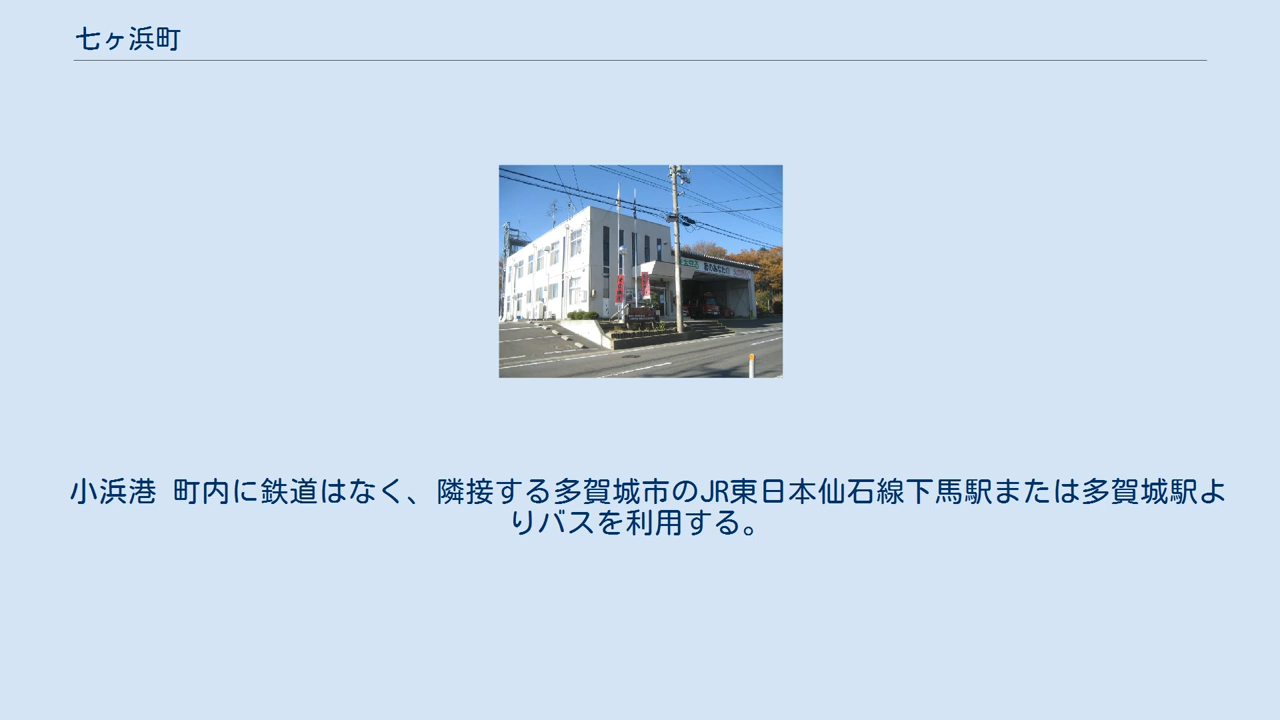 七ヶ浜町
小浜港 町内に鉄道はなく、隣接する多賀城市のJR東日本仙石線下馬駅または多賀城駅よ
りバスを利用する。